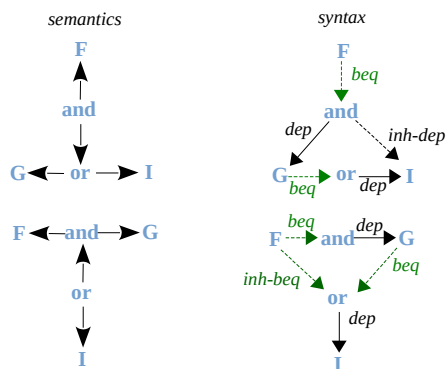 semantics syntax
F F
beq
and and
dep inh-dep
G or I G or I
beq dep
F and G F beq and dep G
inh-beq beq
or or
dep
I I